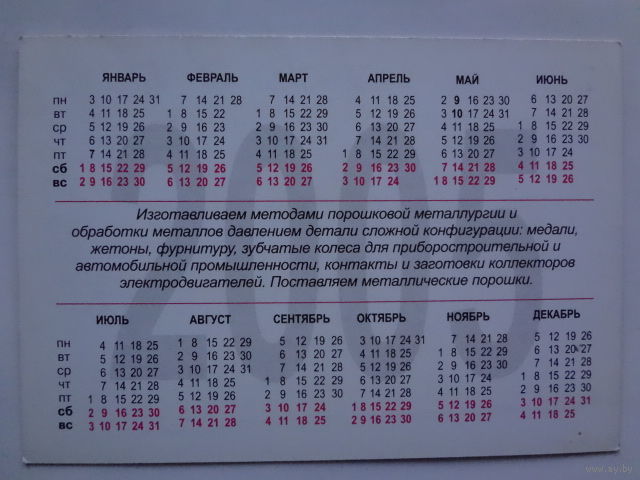 ЯНВАРЬ ФЕВРАЛЬ МАРТ АПРЕЛЬ МАЙ ИЮНЬ
пн 3 10 17 24 31 7 14 21 28 7 14 21 28 4 11 18 25 2 9 16 23 30 6 13 20 27
вт 4 11 18 25 1 8 15 22 1 8 15 22 29 5 12 19 26 3 10 17 24 31 7 14 21 28
ср 5 12 19 26 2 9 16 23 2 9 16 23 30 6 13 20 27 4 11 18 25 1 8 15 22 29
чт 6 13 20 27 3 10 17 24 3 10 17 24 31 7 14 21 28 5 12 19 26 2 9 16 23 30
пт 7 14 21 28 4 11 18 25 4 11 18 25 1 8 15 22 29 6 13 20 27 3 10 17 24
сб 1 8 15 22 29 5 12 19 26 5 12 19 26 2 9 16 23 30 7 14 21 28 4 11 18 25
вс 2 9 16 23 30 6 13 20 27 6 13 20 27 3 10 17 24 1 8 15 22 29 5 12 19 26
2005
Изготавливаем методами порошковой металлургии и
обработки металлов давлением детали сложной конфигурации: медали,
жетоны, фурнитуру, зубчатые колеса для приборостроительной и
автомобильной промышленности, контакты и заготовки коллекторов
электродвигателей. Поставляем металлические порошки.
ИЮЛЬ АВГУСТ СЕНТЯБРЬ ОКТЯБРЬ НОЯБРЬ ДЕКАБРЬ
пн 4 11 18 25 1 8 15 22 29 5 12 19 26 3 10 17 24 31 7 14 21 28 5 12 19 26
вт 5 12 19 26 2 9 16 23 30 6 13 20 27 4 11 18 25 1 8 15 22 29 6 13 20 27
ср 6 13 20 27 3 10 17 24 31 7 14 21 28 5 12 19 26 2 9 16 23 30 7 14 21 28
чт 7 14 21 28 4 11 18 25 1 8 15 22 29 6 13 20 27 3 10 17 24 1 8 15 22 29
пт 1 8 15 22 29 5 12 19 26 2 9 16 23 30 7 14 21 28 4 11 18 25 2 9 16 23 30
сб 2 9 16 23 30 6 13 20 27 3 10 17 24 1 8 15 22 29 5 12 19 26 3 10 17 24 31
вс 3 10 17 24 31 7 14 21 28 4 11 18 25 2 9 16 23 30 6 13 20 27 4 11 18 25
www.ay.by